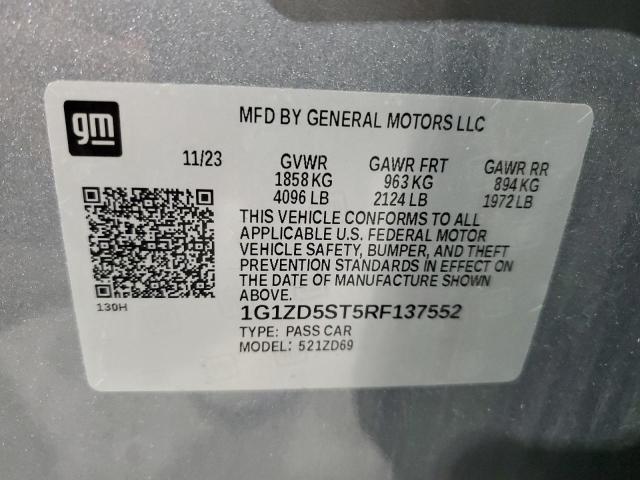 gm
MFD BY GENERAL MOTORS LLC
11/23 GVWR GAWR FRT GAWR RR
1858 KG 963 KG 894 KG
4096 LB 2124 LB 1972 LB
THIS VEHICLE CONFORMS TO ALL
APPLICABLE U.S. FEDERAL MOTOR
VEHICLE SAFETY, BUMPER, AND THEFT
PREVENTION STANDARDS IN EFFECT ON
THE DATE OF MANUFACTURE SHOWN
ABOVE.
130H
1G1ZD5ST5RF137552
TYPE: PASS CAR
MODEL: 521ZD69